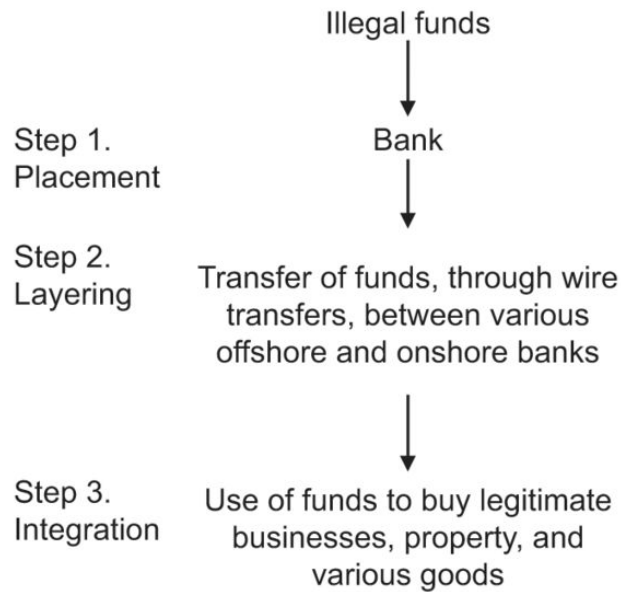 Illegal funds
Step 1.
Placement
Bank
Step 2.
Layering
Transfer of funds, through wire
transfers, between various
offshore and onshore banks
Step 3.
Integration
Use of funds to buy legitimate
businesses, property, and
various goods